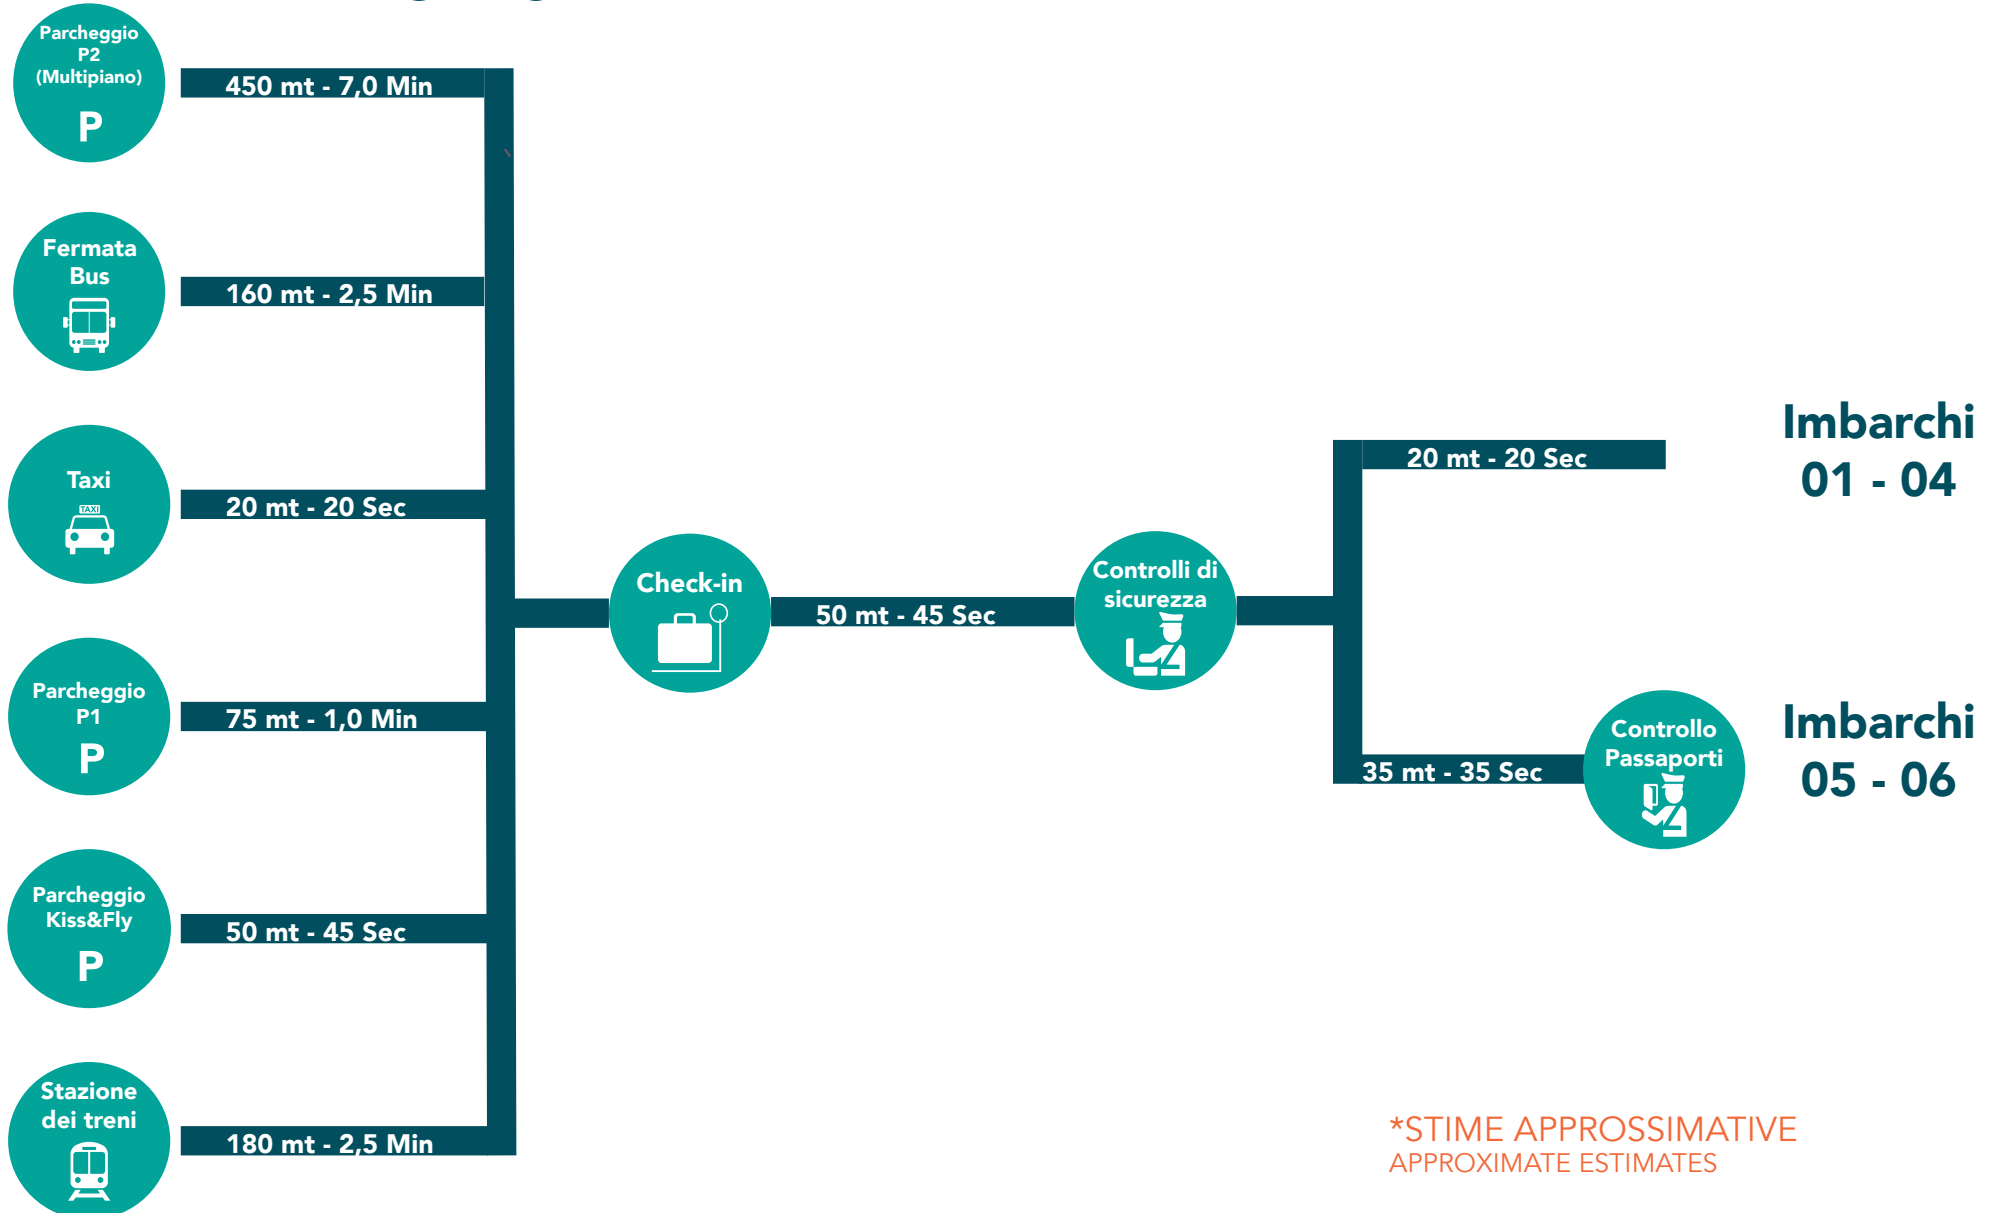 Parcheggio
P2
(Multipiano)
P
450 mt - 7,0 Min
Fermata
Bus
160 mt - 2,5 Min
Taxi
TAXI
20 mt - 20 Sec
Parcheggio
P1
P
75 mt - 1,0 Min
Parcheggio
Kiss&Fly
P
50 mt - 45 Sec
Stazione
dei treni
180 mt - 2,5 Min
Check-in
50 mt - 45 Sec
Controlli di
sicurezza
20 mt - 20 Sec
Imbarchi
01 - 04
35 mt - 35 Sec
Controllo
Passaporti
Imbarchi
05 - 06
*STIME APPROSSIMATIVE
APPROXIMATE ESTIMATES